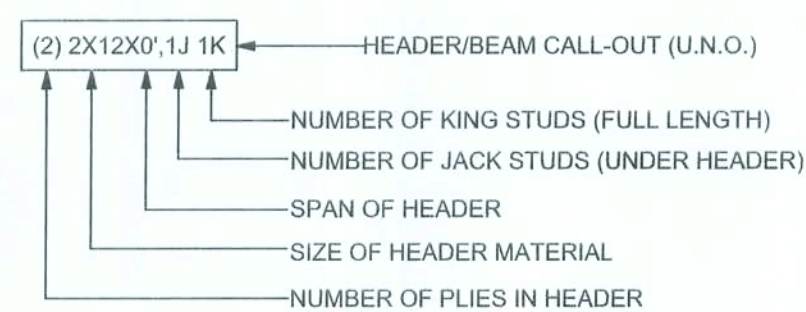 (2) 2X12X0',1J 1K
HEADER/BEAM CALL-OUT (U.N.O.)
NUMBER OF KING STUDS (FULL LENGTH)
NUMBER OF JACK STUDS (UNDER HEADER)
SPAN OF HEADER
SIZE OF HEADER MATERIAL
NUMBER OF PLIES IN HEADER